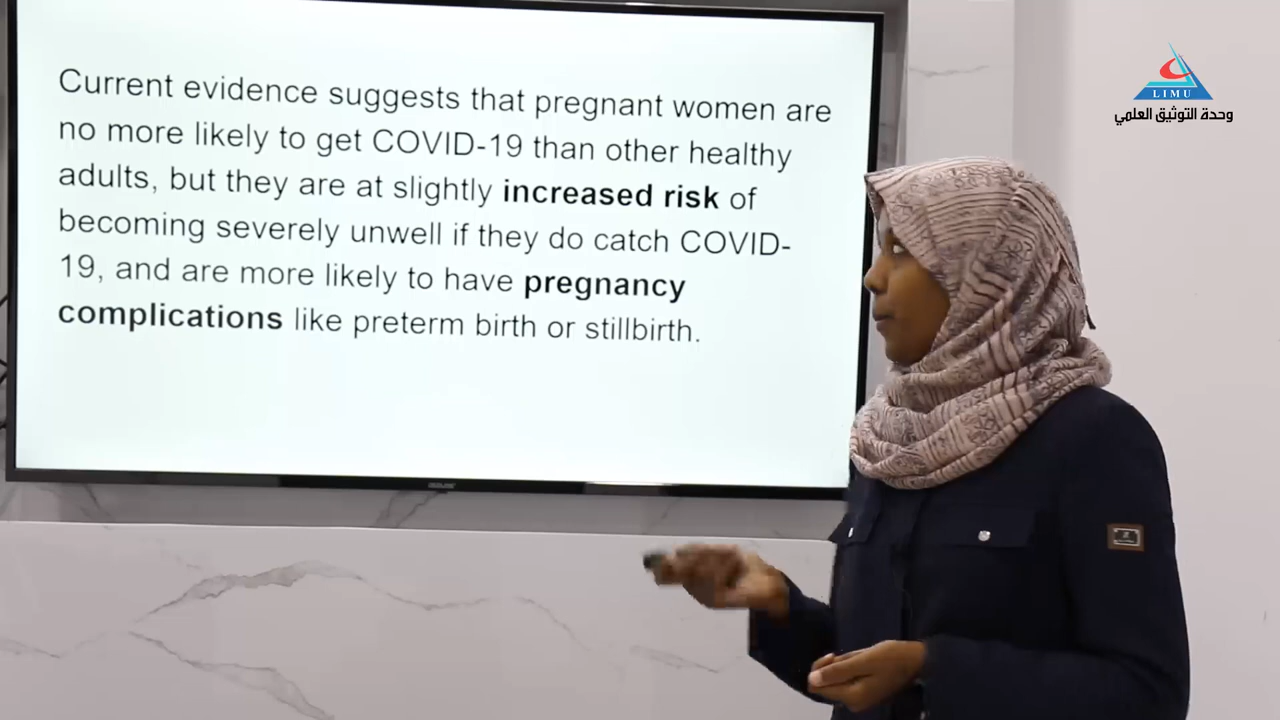 Current evidence suggests that pregnant women are
no more likely to get COVID-19 than other healthy
adults, but they are at slightly increased risk of
becoming severely unwell if they do catch COVID-
19, and are more likely to have pregnancy
complications like preterm birth or stillbirth.
LIMU
وحدة التوثيق العلمي